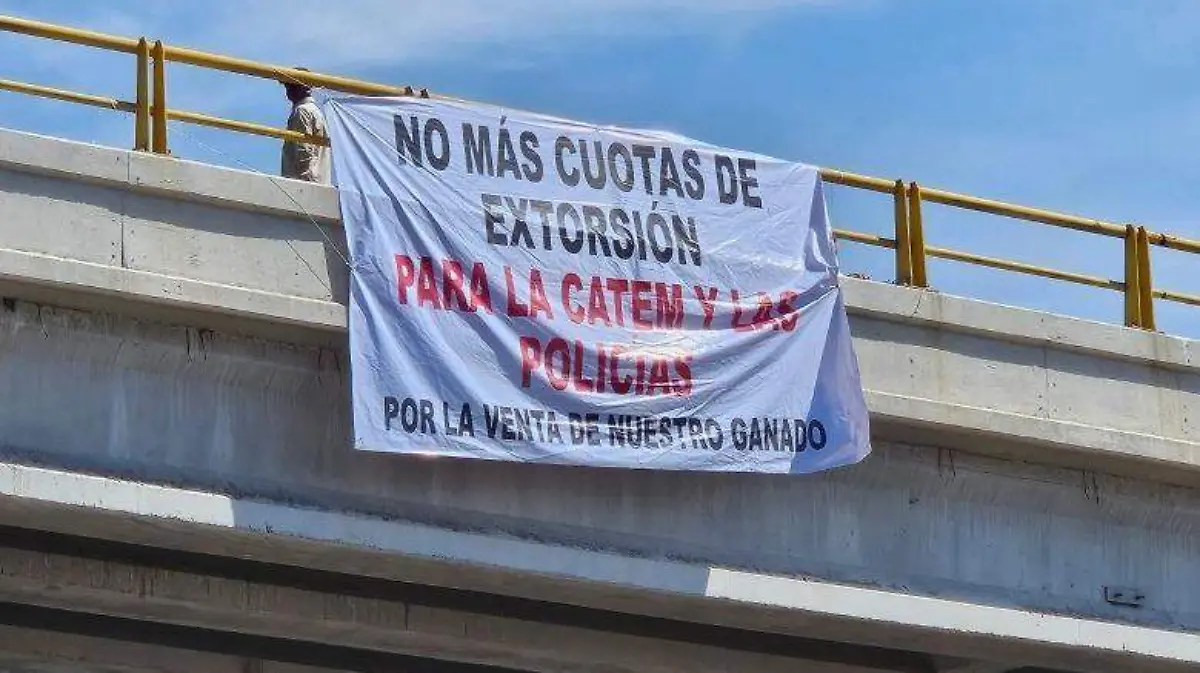 NO MÁS CUOTAS DE
EXTORSIÓN
PARA LA CATEM Y LAS
POLICIAS
POR LA VENTA DE NUESTRO GANADO